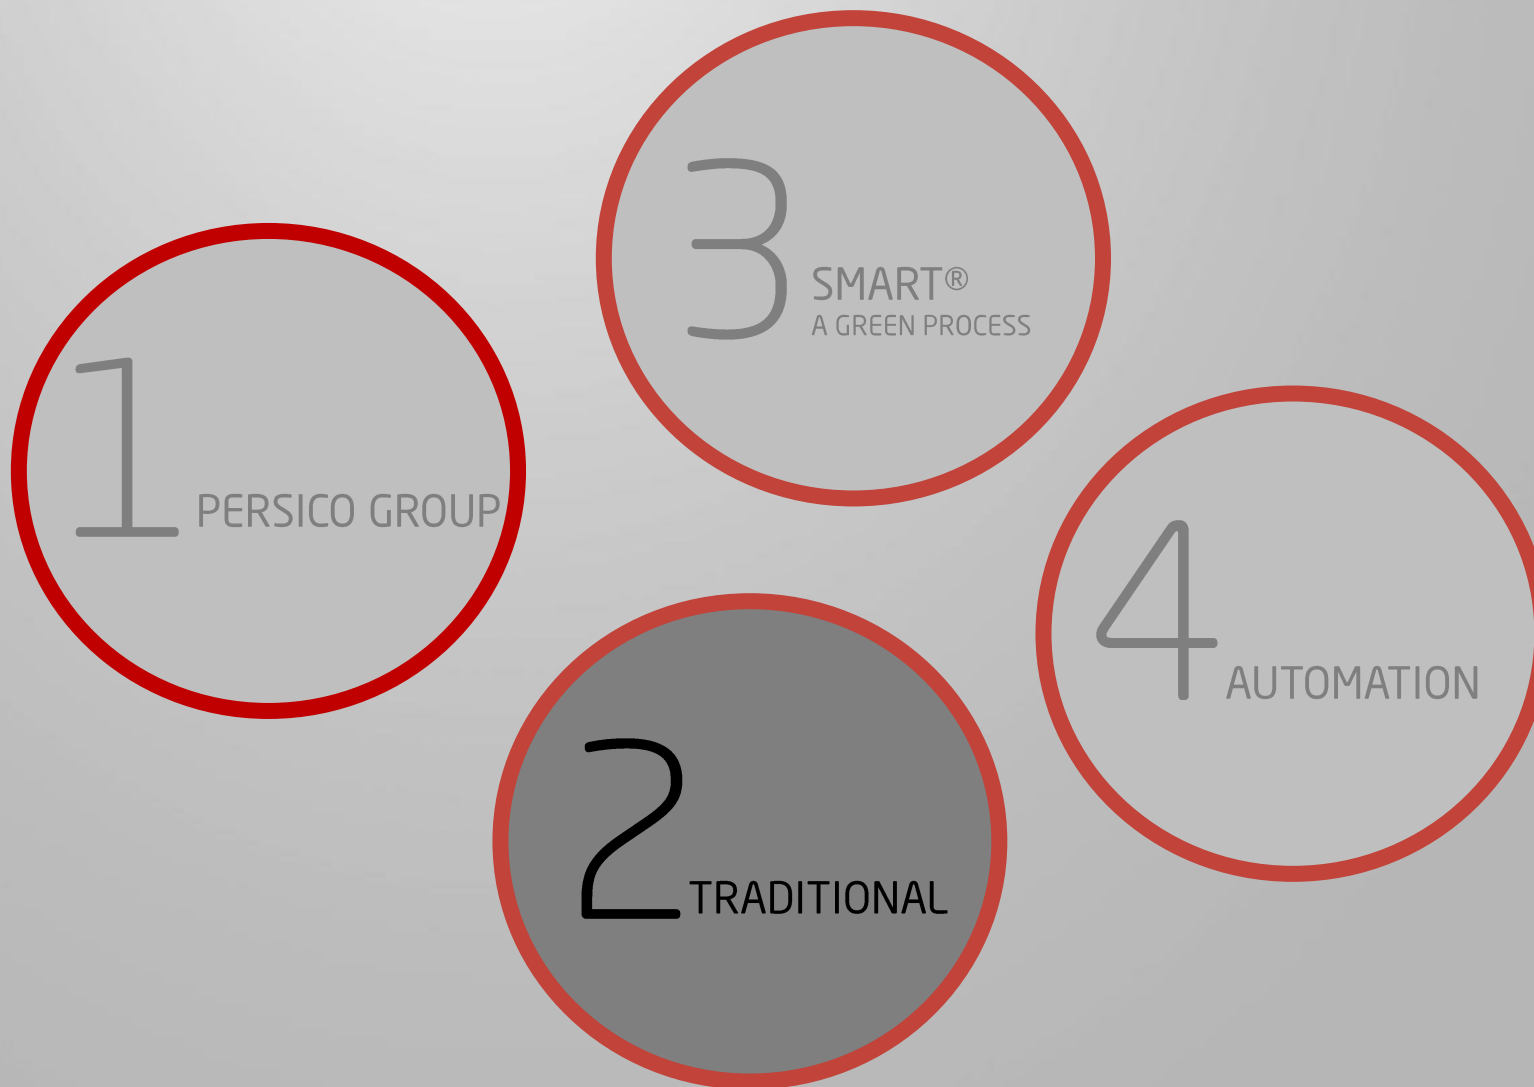 1 PERSICO GROUP
2 TRADITIONAL
3 SMART®
A GREEN PROCESS
4 AUTOMATION